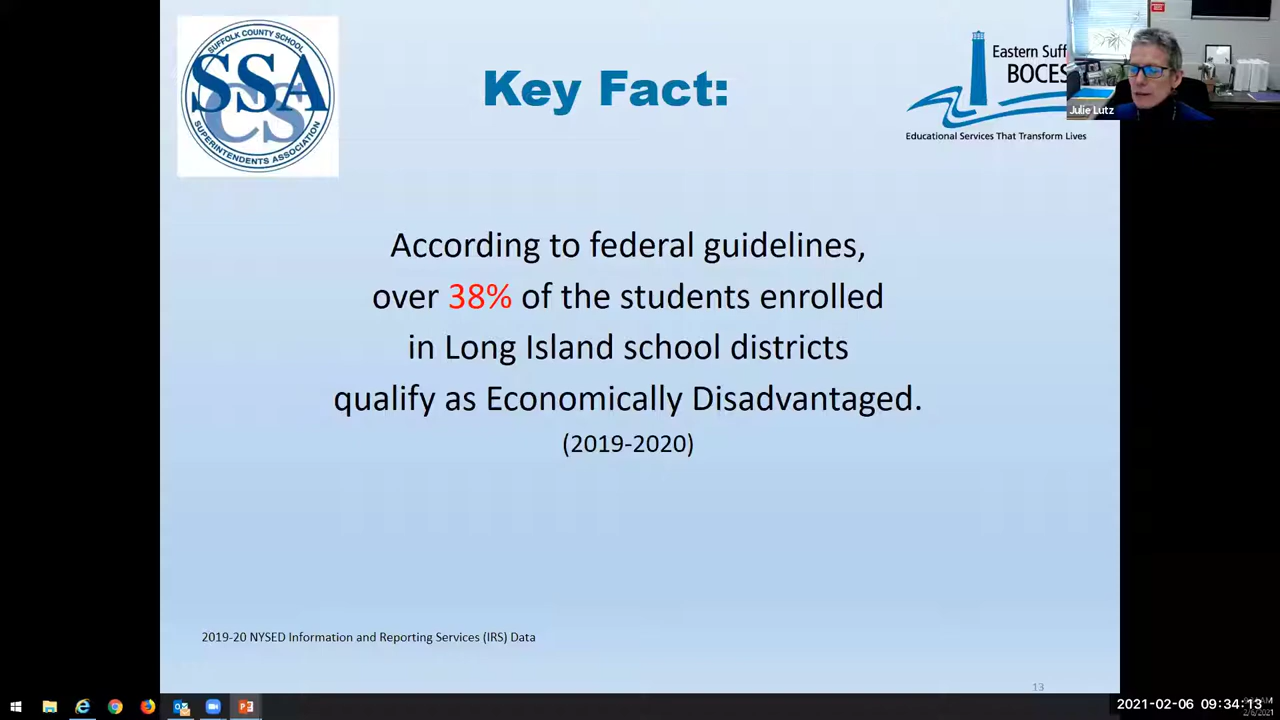 SUFFOLK COUNTY SCHOOL
SSA
CS
SUPERINTENDENTS ASSOCIATION
Key Fact:
Eastern Suff
BOCES
Educational Services That Transform Lives
Julie Lutz
According to federal guidelines,
over 38% of the students enrolled
in Long Island school districts
qualify as Economically Disadvantaged.
(2019-2020)
2019-20 NYSED Information and Reporting Services (IRS) Data
13
2021-02-06 09:34:13